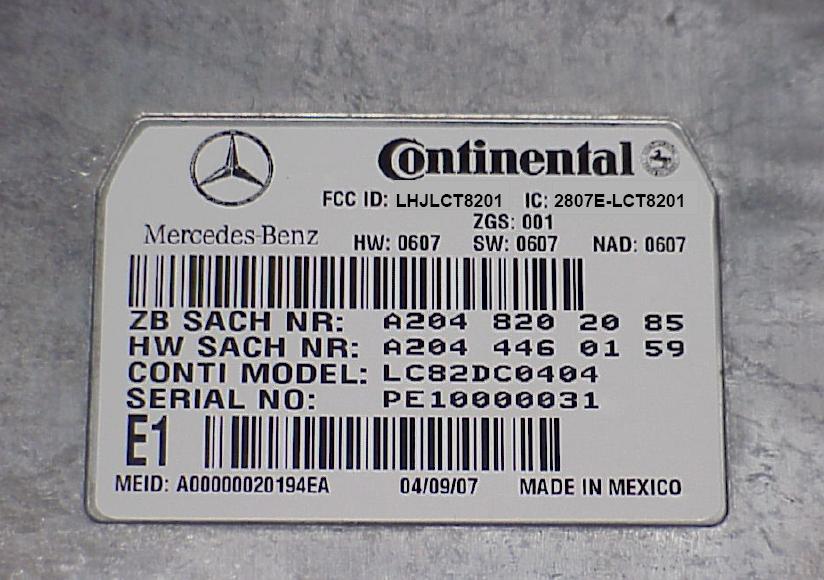 Continental
FCC ID: LHJLCT8201 IC: 2807E-LCT8201
ZGS: 001
Mercedes-Benz HW: 0607 SW: 0607 NAD: 0607
ZB SACH NR: A204 820 20 85
HW SACH NR: A204 446 01 59
CONTI MODEL: LC82DC0404
SERIAL NO: PE10000031
E1
MEID: A00000020194EA 04/09/07 MADE IN MEXICO